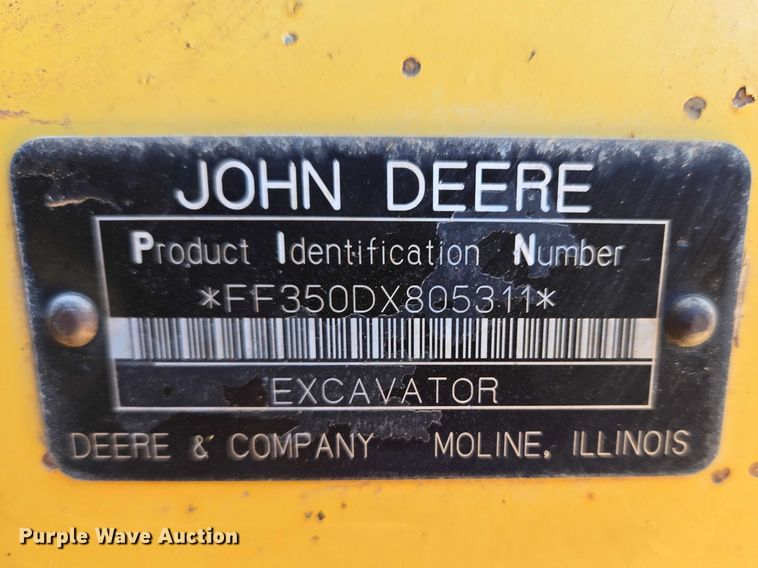 JOHN DEERE
Product Identification Number
*FF350DX805311*
EXCAVATOR
DEERE & COMPANY MOLINE, ILLINOIS
Purple Wave Auction